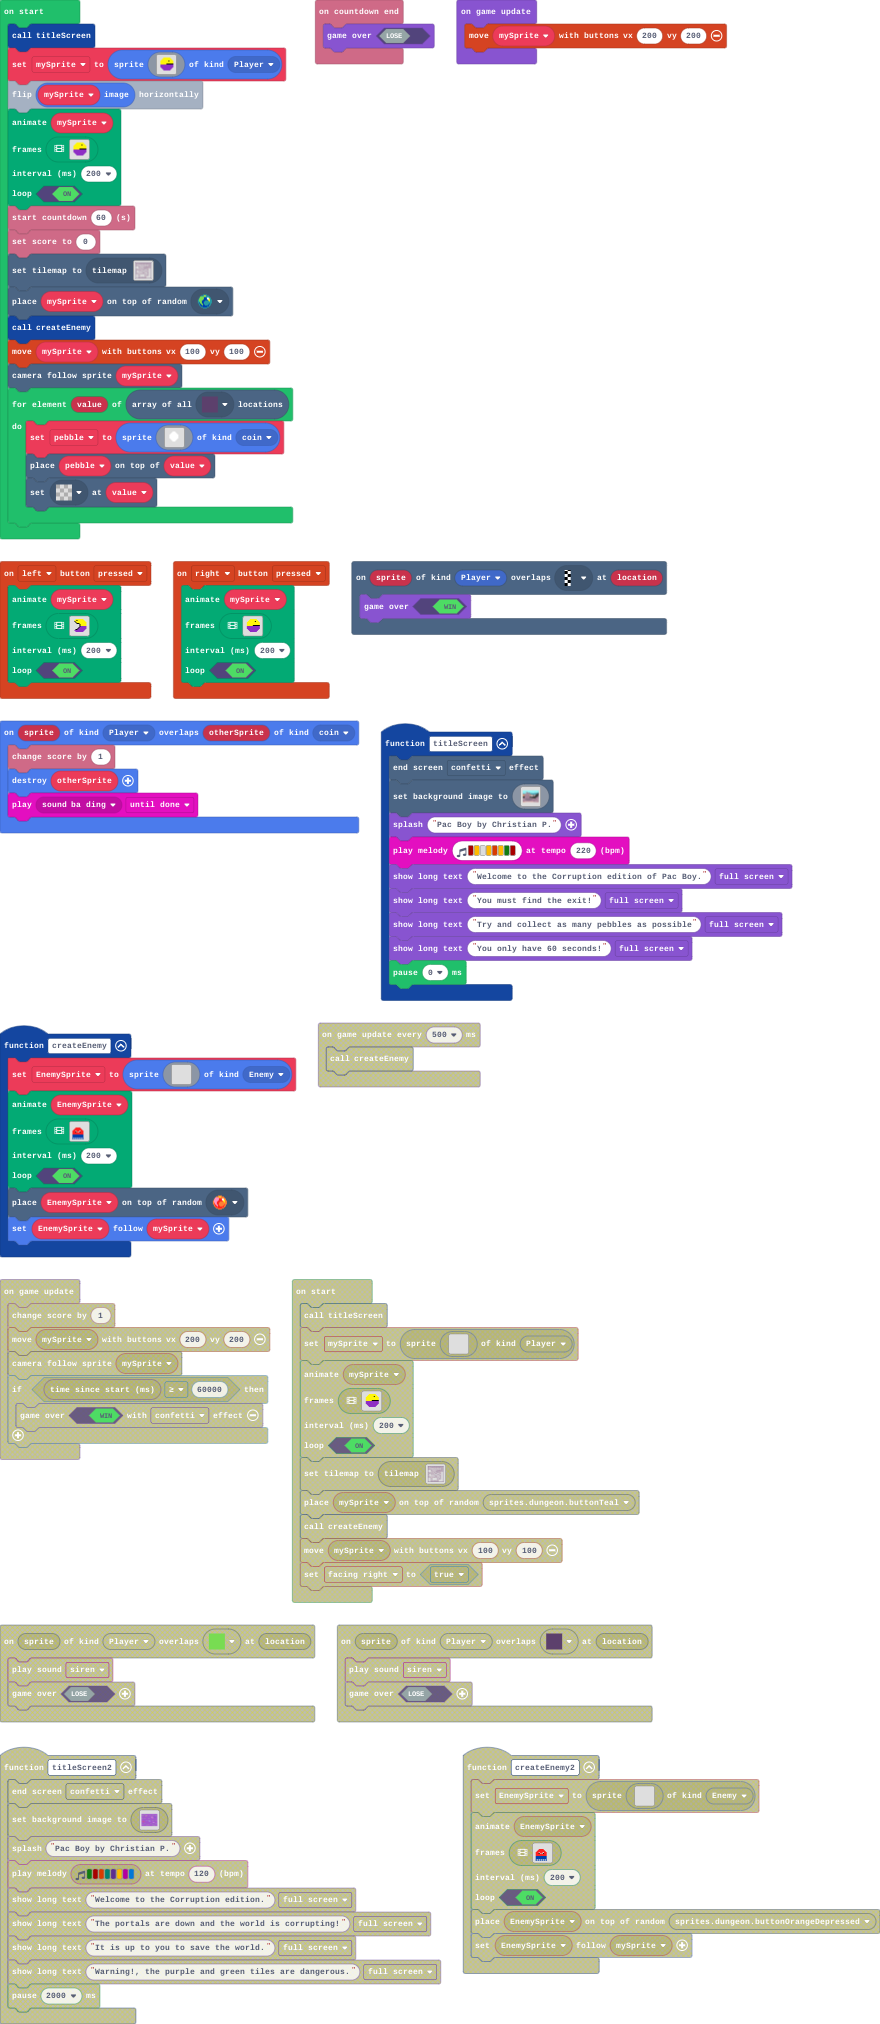 on start
call titleScreen
set mySprite to sprite of kind Player
flip mySprite image horizontally
animate mySprite
frames
interval (ms) 200
loop ON
start countdown 60 (s)
set score to 0
set tilemap to tilemap
place mySprite on top of random
call createEnemy
move mySprite with buttons vx 100 vy 100
camera follow sprite mySprite
for element value of array of all locations
do
set pebble to sprite of kind coin
place pebble on top of value
set at value
on countdown end
game over LOSE
on game update
move mySprite with buttons vx 200 vy 200
on left button pressed
animate mySprite
frames
interval (ms) 200
loop ON
on right button pressed
animate mySprite
frames
interval (ms) 200
loop ON
on sprite of kind Player overlaps at location
game over WIN
on sprite of kind Player overlaps otherSprite of kind coin
change score by 1
destroy otherSprite
play sound ba ding until done
function titleScreen
end screen confetti effect
set background image to
splash "Pac Boy by Christian P."
play melody at tempo 220 (bpm)
show long text "Welcome to the Corruption edition of Pac Boy." full screen
show long text "You must find the exit!" full screen
show long text "Try and collect as many pebbles as possible" full screen
show long text "You only have 60 seconds!" full screen
pause 0 ms
function createEnemy
set EnemySprite to sprite of kind Enemy
animate EnemySprite
frames
interval (ms) 200
loop ON
place EnemySprite on top of random
set EnemySprite follow mySprite
on game update every 500 ms
call createEnemy
on game update
change score by 1
move mySprite with buttons vx 200 vy 200
camera follow sprite mySprite
if time since start (ms) ≥ 60000 then
game over WIN with confetti effect
on start
call titleScreen
set mySprite to sprite of kind Player
animate mySprite
frames
interval (ms) 200
loop ON
set tilemap to tilemap
place mySprite on top of random sprites.dungeon.buttonTeal
call createEnemy
move mySprite with buttons vx 100 vy 100
set facing right to true
on sprite of kind Player overlaps at location
play sound siren
game over LOSE
on sprite of kind Player overlaps at location
play sound siren
game over LOSE
function titleScreen2
end screen confetti effect
set background image to
splash "Pac Boy by Christian P."
play melody at tempo 120 (bpm)
show long text "Welcome to the Corruption edition." full screen
show long text "The portals are down and the world is corrupting!" full screen
show long text "It is up to you to save the world." full screen
show long text "Warning!, the purple and green tiles are dangerous." full screen
pause 2000 ms
function createEnemy2
set EnemySprite to sprite of kind Enemy
animate EnemySprite
frames
interval (ms) 200
loop ON
place EnemySprite on top of random sprites.dungeon.buttonOrangeDepressed
set EnemySprite follow mySprite